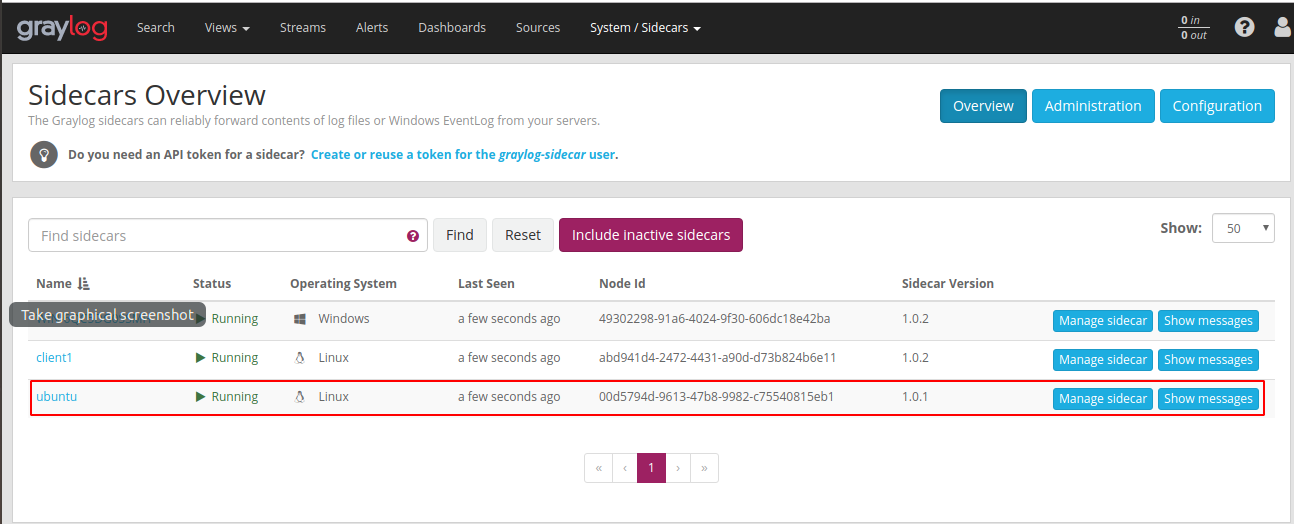 graylog Search Views Streams Alerts Dashboards Sources System / Sidecars 0 in
0 out
Sidecars Overview
Overview Administration Configuration
The Graylog sidecars can reliably forward contents of log files or Windows EventLog from your servers.
Do you need an API token for a sidecar? Create or reuse a token for the graylog-sidecar user.
Find sidecars Find Reset Include inactive sidecars Show: 50
Name Status Operating System Last Seen Node Id Sidecar Version
Take graphical screenshot Running Windows a few seconds ago 49302298-91a6-4024-9f30-606dc18e42ba 1.0.2 Manage sidecar Show messages
client1 Running Linux a few seconds ago abd941d4-2472-4431-a90d-d73b824b6e11 1.0.2 Manage sidecar Show messages
ubuntu Running Linux a few seconds ago 00d5794d-9613-47b8-9982-c75540815eb1 1.0.1 Manage sidecar Show messages
« ‹ 1 › »